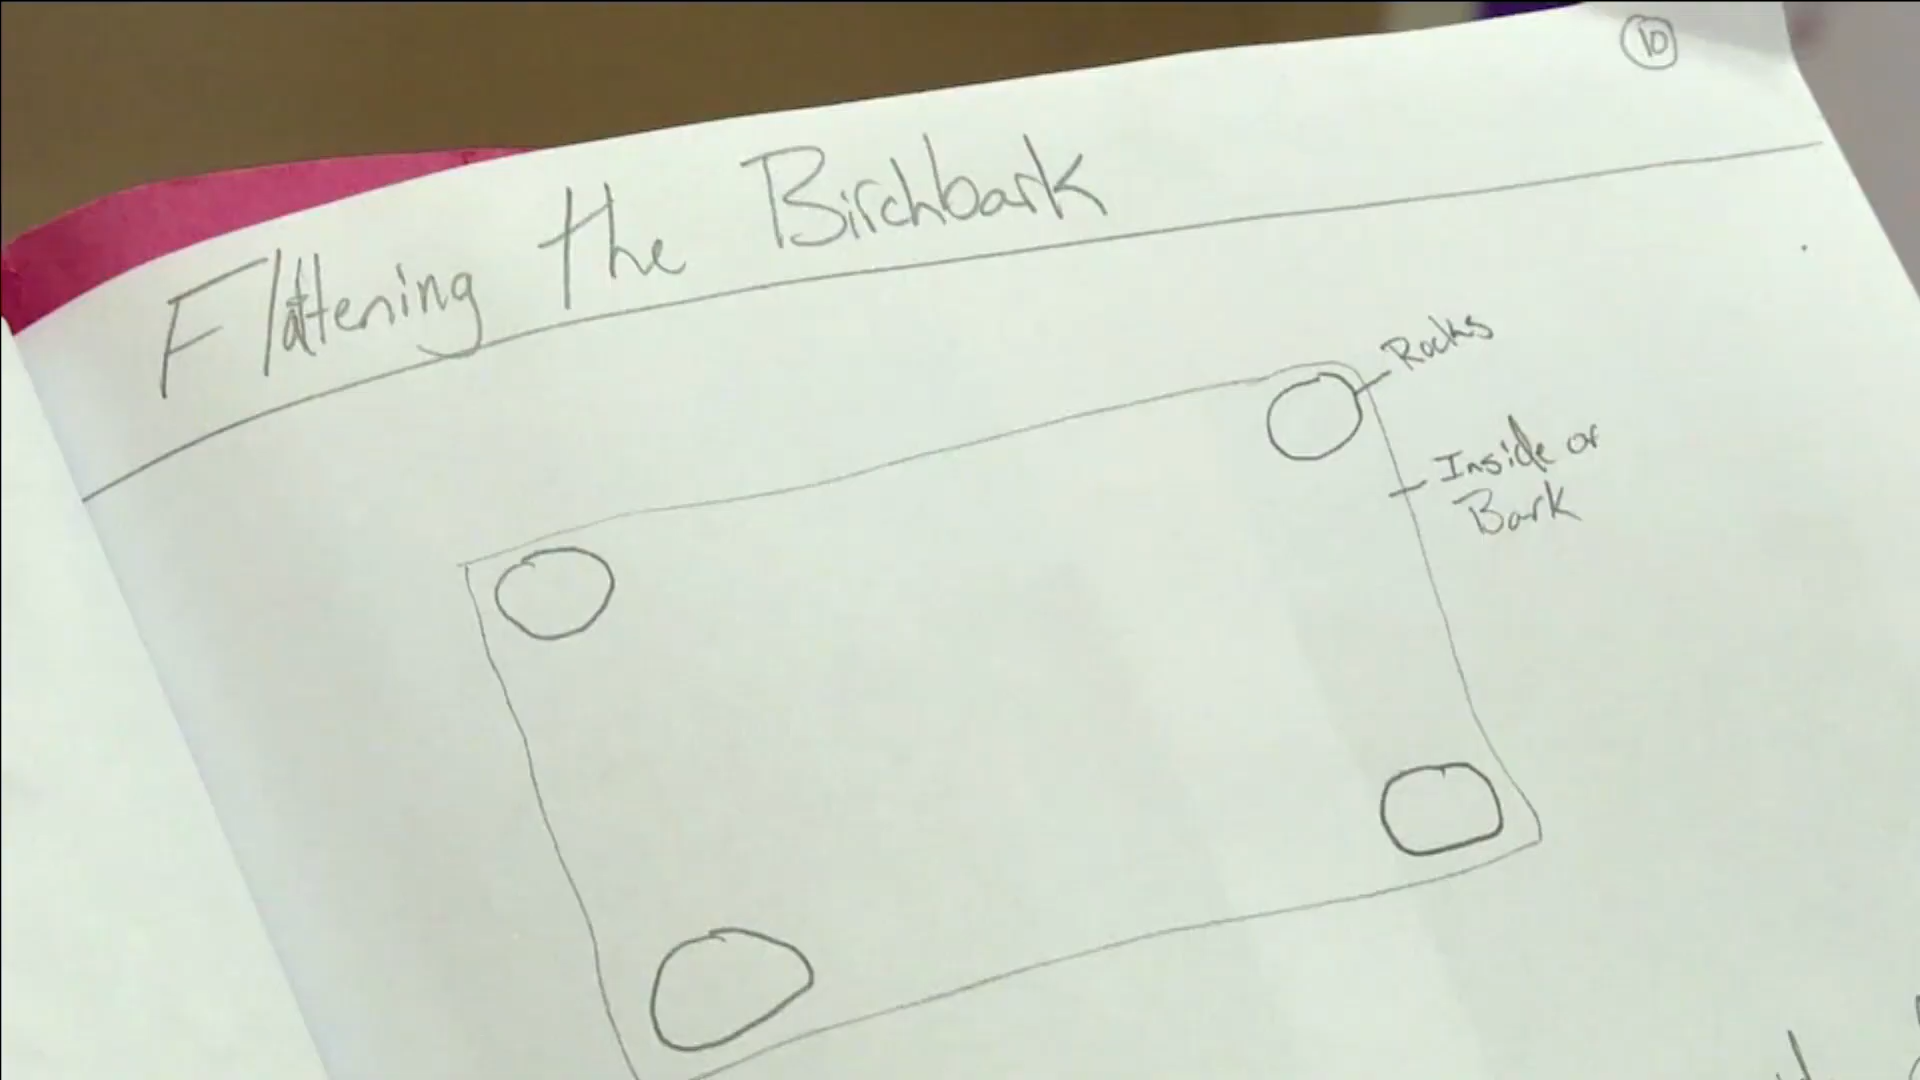 10
Flattening the Birchbark
Rocks
Inside of
Bark